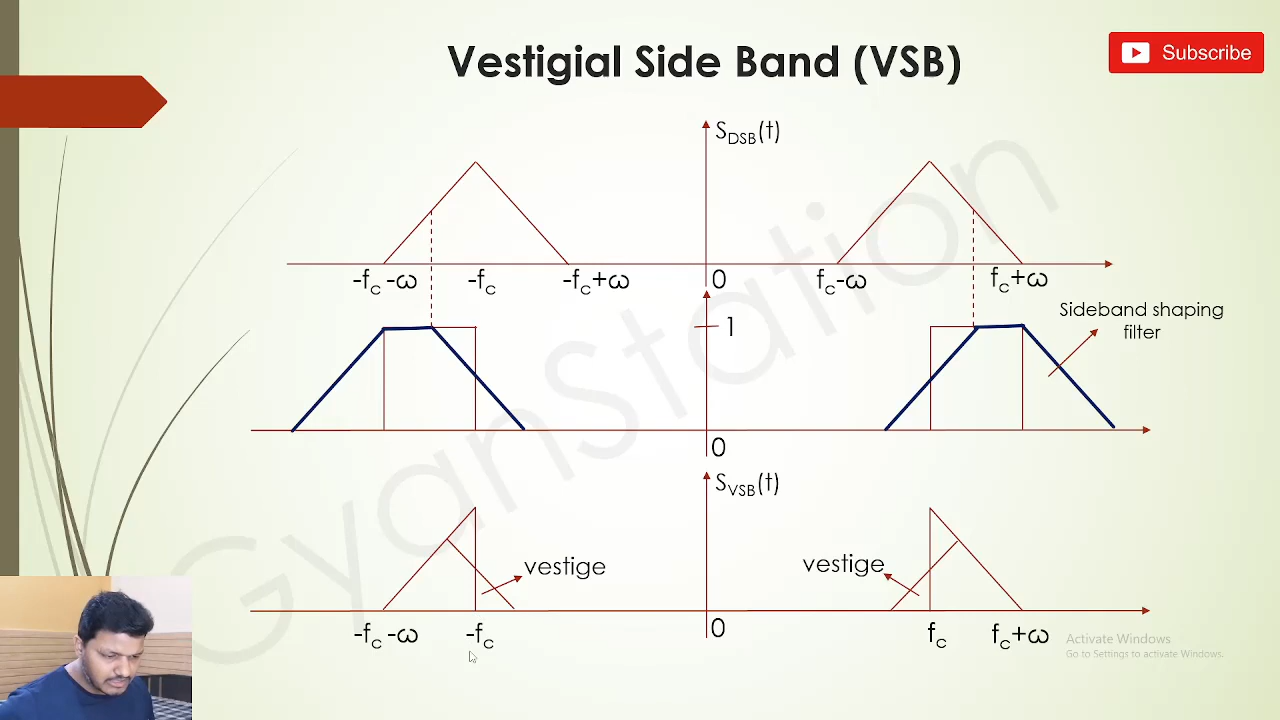 Vestigial Side Band (VSB)
Subscribe
S_DSB(t)
-f_c -ω
-f_c
-f_c+ω
0
f_c-ω
f_c+ω
1
Sideband shaping
filter
0
S_VSB(t)
vestige
vestige
-f_c -ω
-f_c
0
f_c
f_c+ω
Activate Windows
Go to Settings to activate Windows.
GyanStation